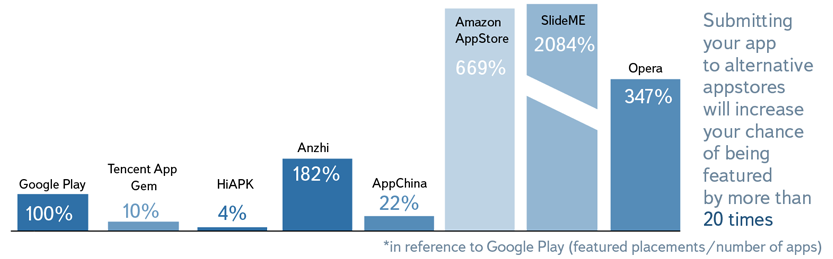 Google Play
100%
Tencent App
Gem
10%
HiAPK
4%
Anzhi
182%
AppChina
22%
Amazon
AppStore
669%
SlideME
2084%
Opera
347%
Submitting
your app
to alternative
appstores
will increase
your chance
of being
featured
by more than
20 times
*in reference to Google Play (featured placements/number of apps)